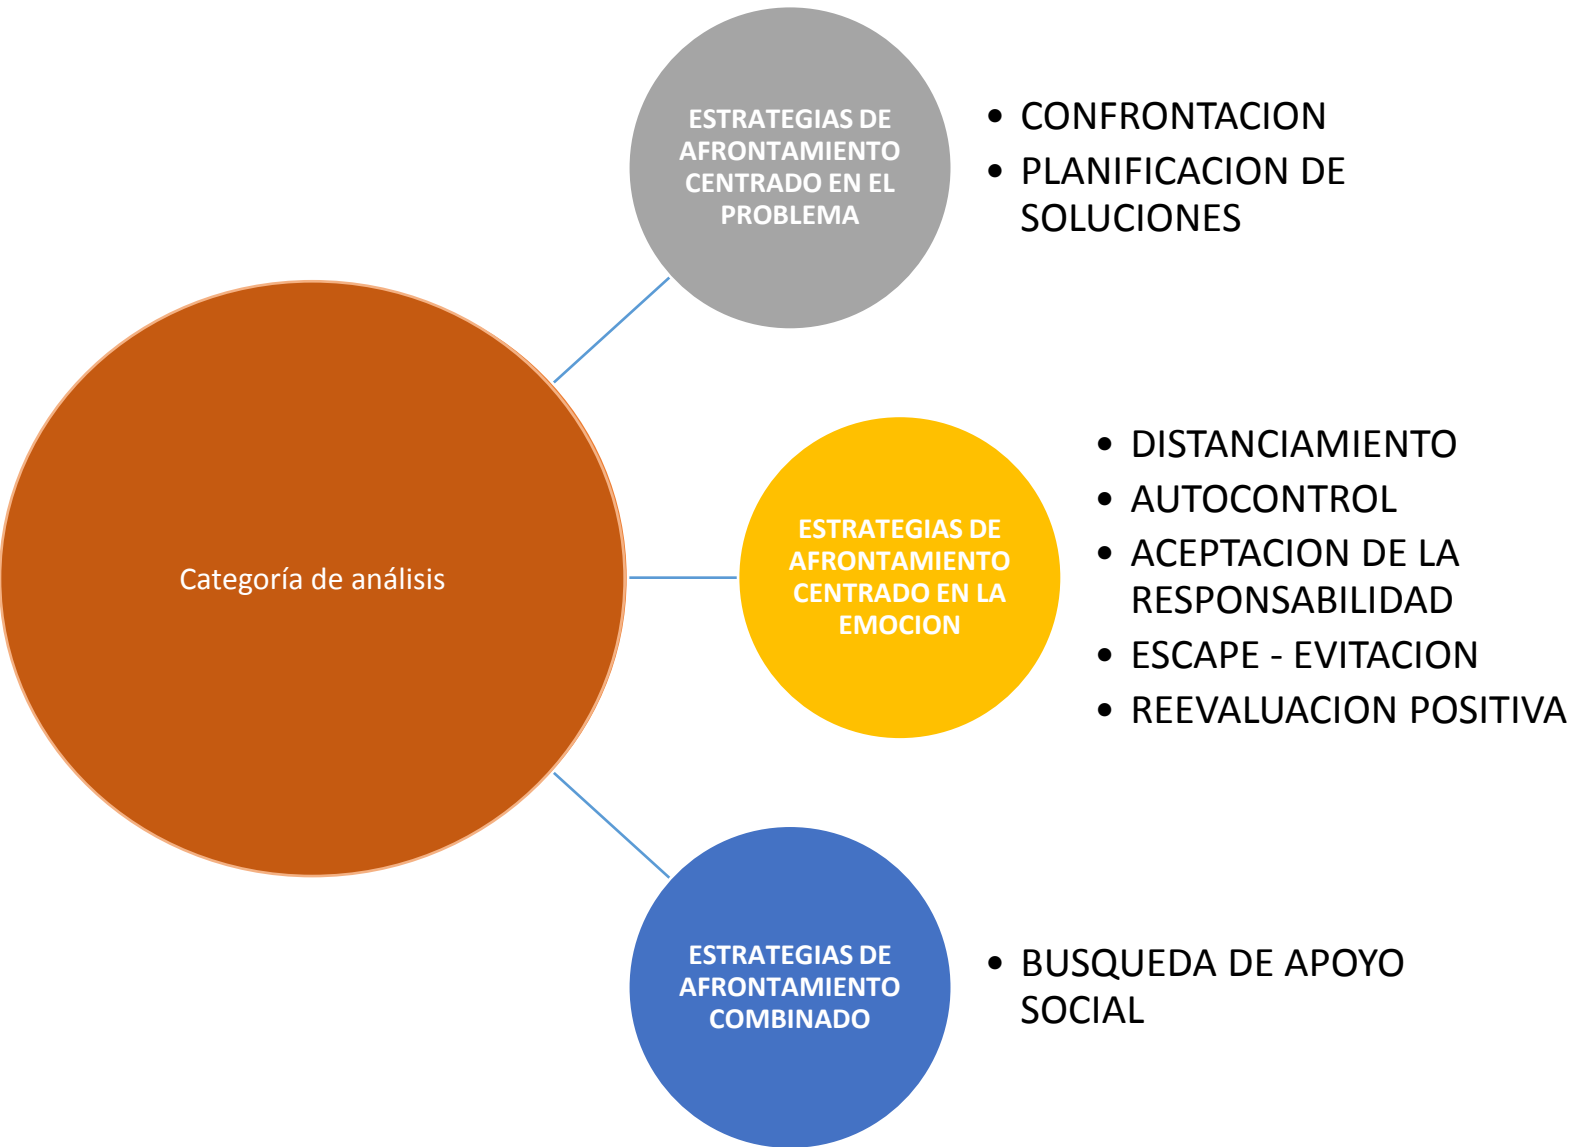 ESTRATEGIAS DE
AFRONTAMIENTO
CENTRADO EN EL
PROBLEMA
• CONFRONTACION
• PLANIFICACION DE
SOLUCIONES
Categoría de análisis
ESTRATEGIAS DE
AFRONTAMIENTO
CENTRADO EN LA
EMOCION
• DISTANCIAMIENTO
• AUTOCONTROL
• ACEPTACION DE LA
RESPONSABILIDAD
• ESCAPE - EVITACION
• REEVALUACION POSITIVA
ESTRATEGIAS DE
AFRONTAMIENTO
COMBINADO
• BUSQUEDA DE APOYO
SOCIAL